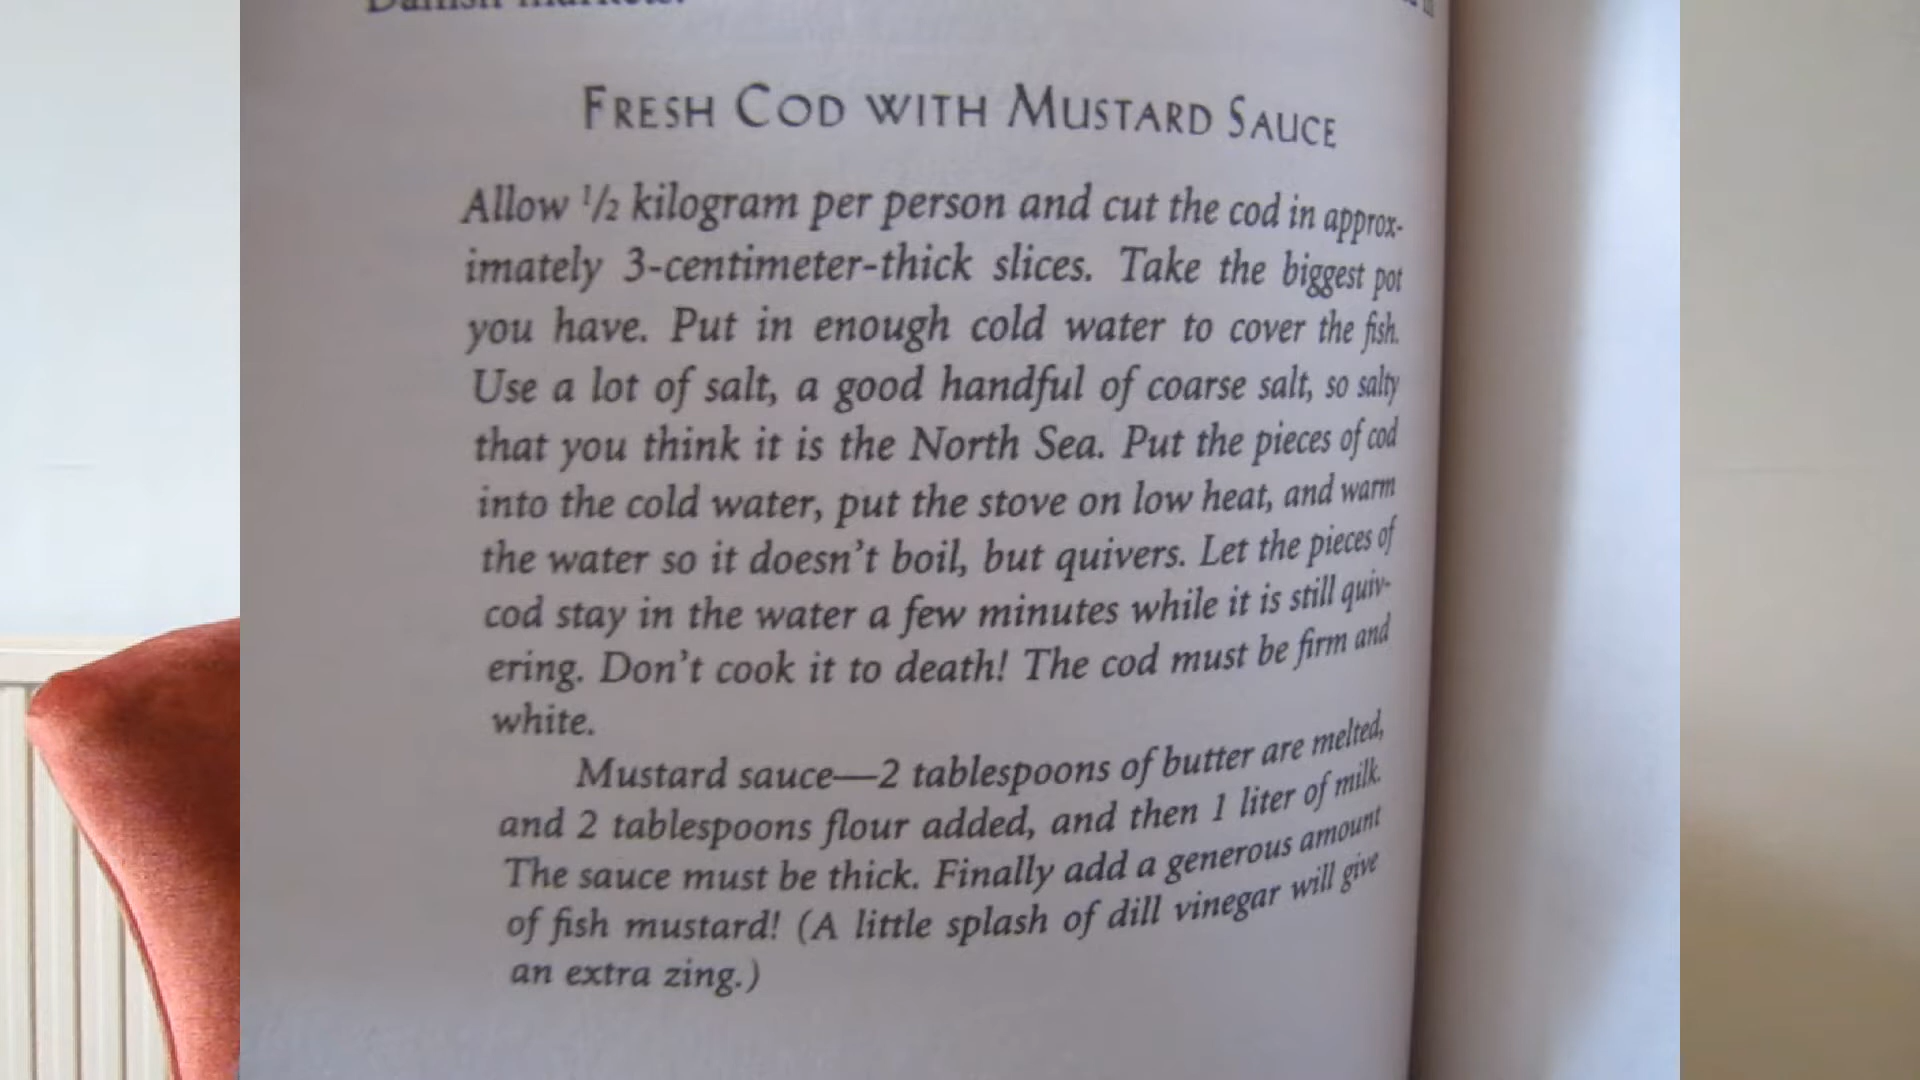 Danish markets.
FRESH COD WITH MUSTARD SAUCE
Allow ½ kilogram per person and cut the cod in approx-
imately 3-centimeter-thick slices. Take the biggest pot
you have. Put in enough cold water to cover the fish.
Use a lot of salt, a good handful of coarse salt, so salty
that you think it is the North Sea. Put the pieces of cod
into the cold water, put the stove on low heat, and warm
the water so it doesn't boil, but quivers. Let the pieces of
cod stay in the water a few minutes while it is still quiv-
ering. Don't cook it to death! The cod must be firm and
white.
Mustard sauce—2 tablespoons of butter are melted,
and 2 tablespoons flour added, and then 1 liter of milk.
The sauce must be thick. Finally add a generous amount
of fish mustard! (A little splash of dill vinegar will give
an extra zing.)